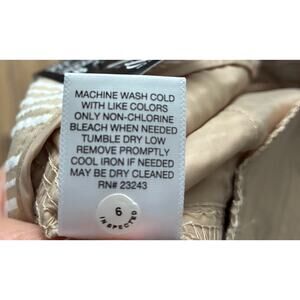 MACHINE WASH COLD
WITH LIKE COLORS
ONLY NON-CHLORINE
BLEACH WHEN NEEDED
TUMBLE DRY LOW
REMOVE PROMPTLY
COOL IRON IF NEEDED
MAY BE DRY CLEANED
RN# 23243
6
INSPECTED